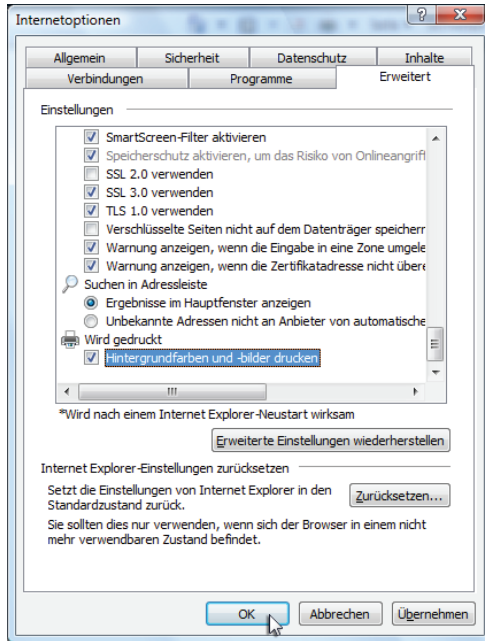 Internetoptionen
Allgemein Sicherheit Datenschutz Inhalte
Verbindungen Programme Erweitert
Einstellungen
SmartScreen-Filter aktivieren
Speicherschutz aktivieren, um das Risiko von Onlineangriff
SSL 2.0 verwenden
SSL 3.0 verwenden
TLS 1.0 verwenden
Verschlüsselte Seiten nicht auf dem Datenträger speichern
Warnung anzeigen, wenn die Eingabe in eine Zone umgele
Warnung anzeigen, wenn die Zertifikatadresse nicht übere
Suchen in Adressleiste
Ergebnisse im Hauptfenster anzeigen
Unbekannte Adressen nicht an Anbieter von automatische
Wird gedruckt
Hintergrundfarben und -bilder drucken
*Wird nach einem Internet Explorer-Neustart wirksam
Erweiterte Einstellungen wiederherstellen
Internet Explorer-Einstellungen zurücksetzen
Setzt die Einstellungen von Internet Explorer in den
Standardzustand zurück.
Zurücksetzen...
Sie sollten dies nur verwenden, wenn sich der Browser in einem nicht
mehr verwendbaren Zustand befindet.
OK Abbrechen Übernehmen